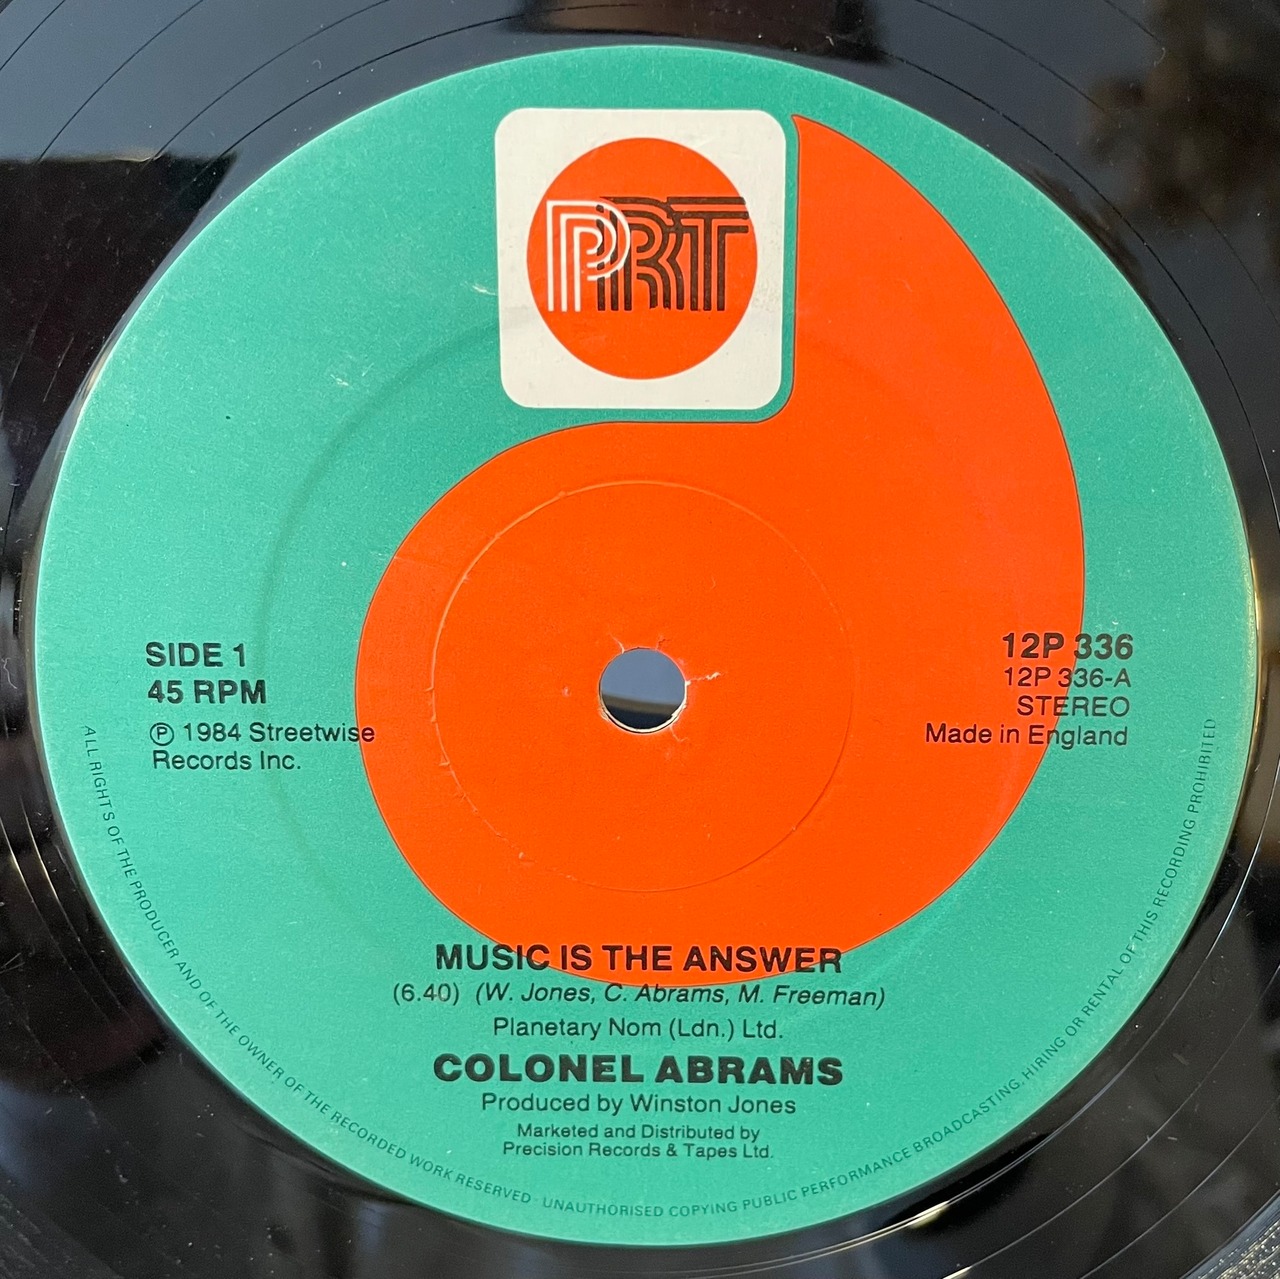 PRT
SIDE 1
45 RPM
Ⓟ 1984 Streetwise
Records Inc.
12P 336
12P 336-A
STEREO
Made in England
MUSIC IS THE ANSWER
(6.40) (W. Jones, C. Abrams, M. Freeman)
Planetary Nom (Ldn.) Ltd.
COLONEL ABRAMS
Produced by Winston Jones
Marketed and Distributed by
Precision Records & Tapes Ltd.
ALL RIGHTS OF THE PRODUCER AND OF THE OWNER OF THE RECORDED WORK RESERVED · UNAUTHORISED COPYING PUBLIC PERFORMANCE BROADCASTING, HIRING OR RENTAL OF THIS RECORDING PROHIBITED